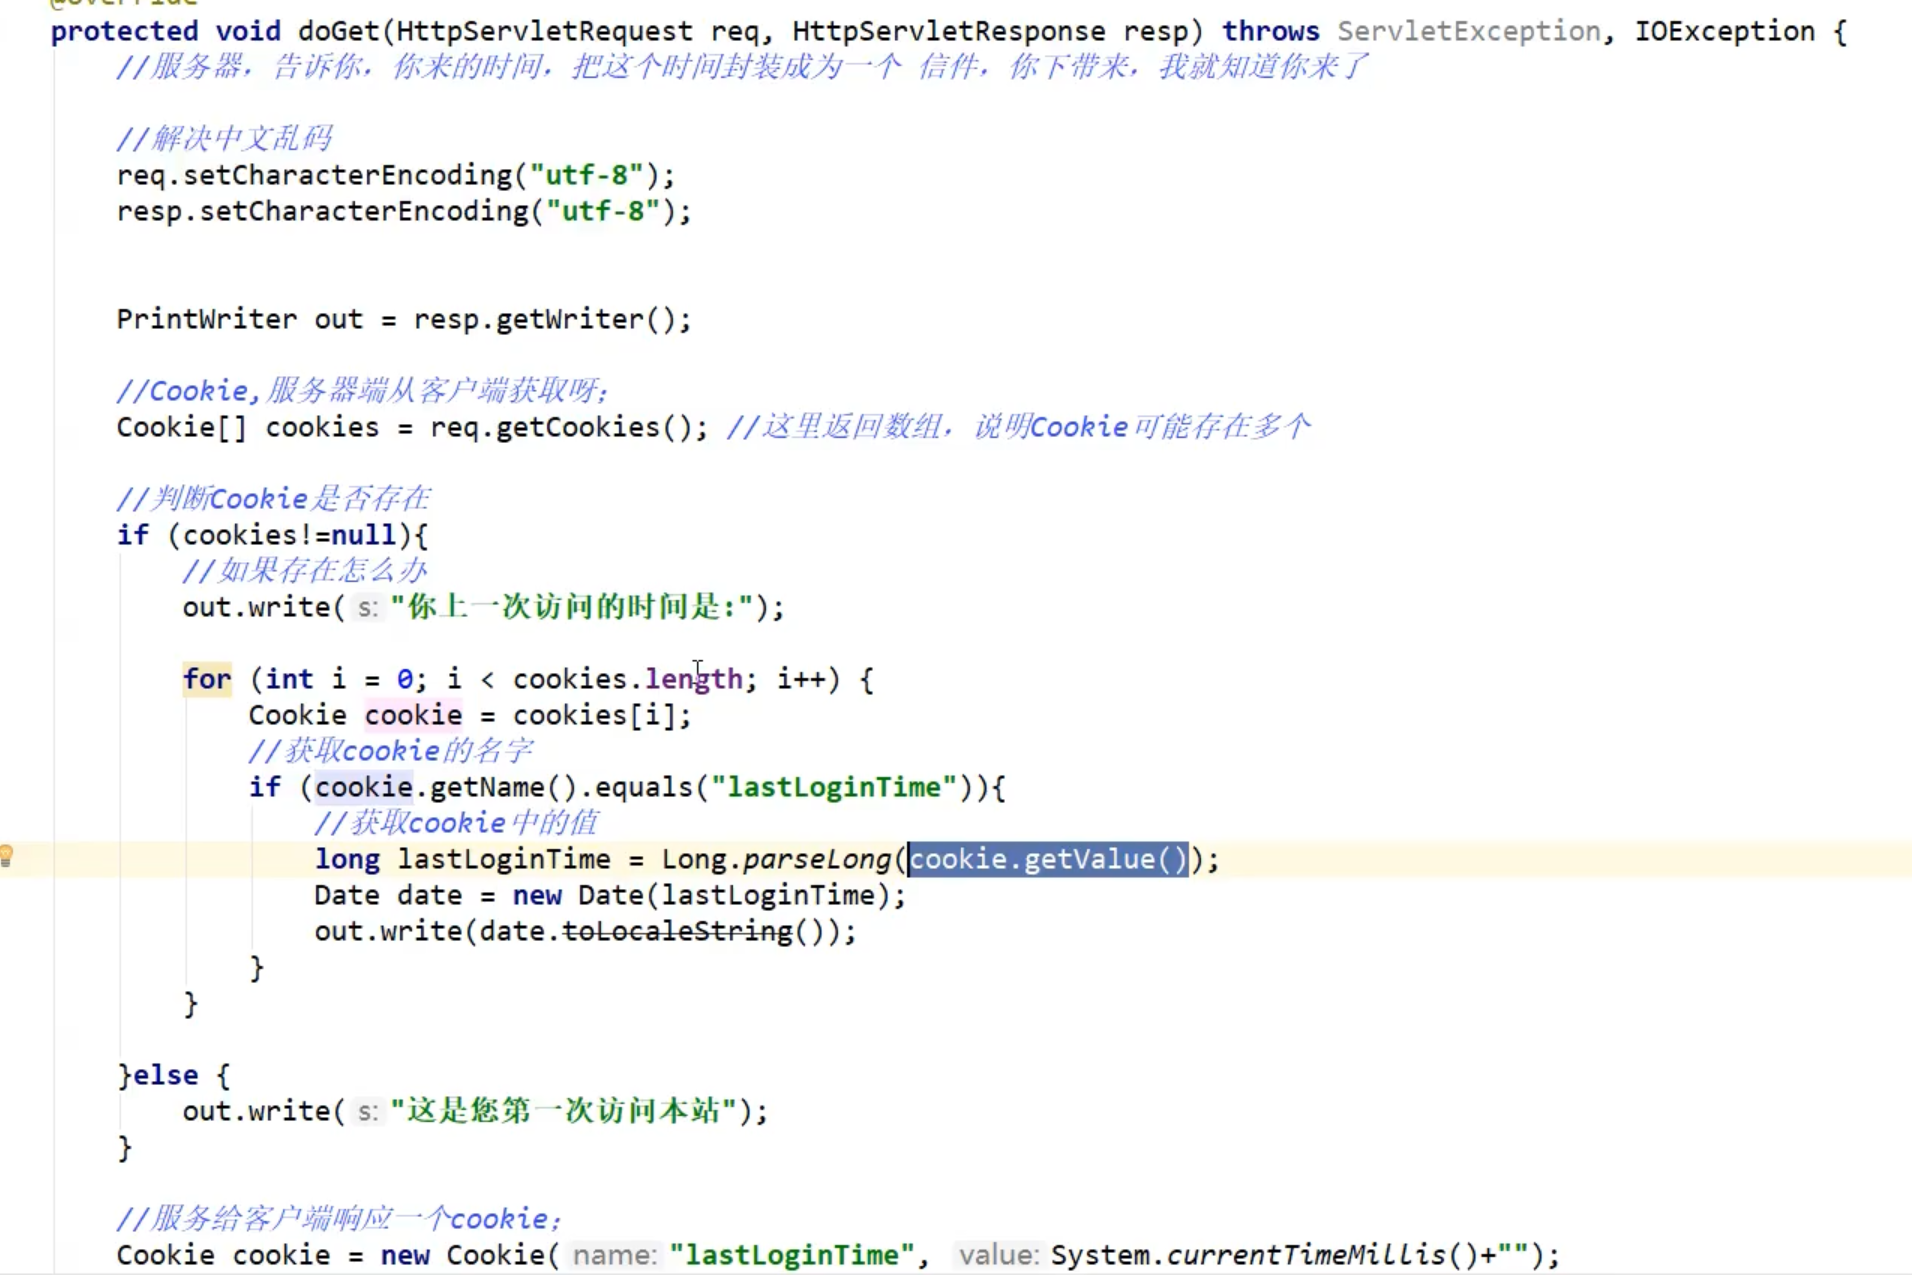 @Override
protected void doGet(HttpServletRequest req, HttpServletResponse resp) throws ServletException, IOException {
//服务器，告诉你，你来的时间，把这个时间封装成为一个 信件，你下带来，我就知道你来了
//解决中文乱码
req.setCharacterEncoding("utf-8");
resp.setCharacterEncoding("utf-8");
PrintWriter out = resp.getWriter();
//Cookie,服务器端从客户端获取呀；
Cookie[] cookies = req.getCookies(); //这里返回数组，说明Cookie可能存在多个
//判断Cookie是否存在
if (cookies!=null){
//如果存在怎么办
out.write( s: "你上一次访问的时间是:");
for (int i = 0; i < cookies.length; i++) {
Cookie cookie = cookies[i];
//获取cookie的名字
if (cookie.getName().equals("lastLoginTime")){
//获取cookie中的值
long lastLoginTime = Long.parseLong(cookie.getValue());
Date date = new Date(lastLoginTime);
out.write(date.toLocaleString());
}
}
}else {
out.write( s: "这是您第一次访问本站");
}
//服务给客户端响应一个cookie；
Cookie cookie = new Cookie( name: "lastLoginTime", value: System.currentTimeMillis()+"");